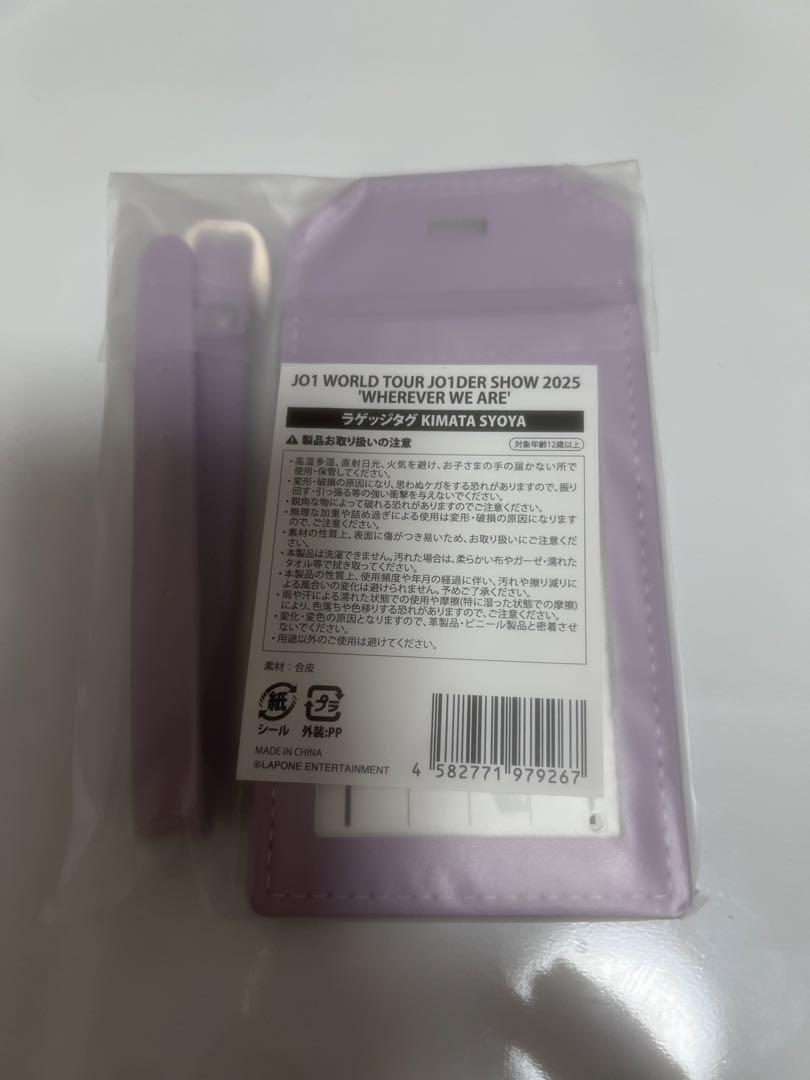 JO1 WORLD TOUR JO1DER SHOW 2025
'WHEREVER WE ARE'
ラゲッジタグ KIMATA SYOYA
⚠ 製品お取り扱いの注意 対象年齢12歳以上
・高温多湿、直射日光、火気を避け、お子さまの手の届かない所で
使用・保管してください。
・変形・破損の原因になり、思わぬケガをする恐れがありますので、振り
回す・引っ張る等の強い衝撃を与えないでください。
・鋭角な物によって破れる恐れがありますのでご注意ください。
・無理な加重や詰め過ぎによる使用は変形・破損の原因になります
ので、ご注意ください。
・素材の性質上、表面に傷がつき易いため、お取り扱いにご注意くだ
さい。
・本製品は洗濯できません。汚れた場合は、柔らかい布やガーゼ・濡れた
タオル等で拭き取ってください。
・本製品の性質上、使用頻度や年月の経過に伴い、汚れや擦り減りに
よる風合いの変化は避けられません。予めご了承ください。
・雨や汗による濡れた状態での使用や摩擦(特に湿った状態での摩擦)
により、色落ちや色移りする恐れがありますので、ご注意ください。
・変化・変色の原因となりますので、革製品・ビニール製品と密着させ
ないでください。
・用途以外のご使用は避けてください。
素材：合皮
紙 プラ
シール 外装:PP
MADE IN CHINA
©LAPONE ENTERTAINMENT
4 582771 979267